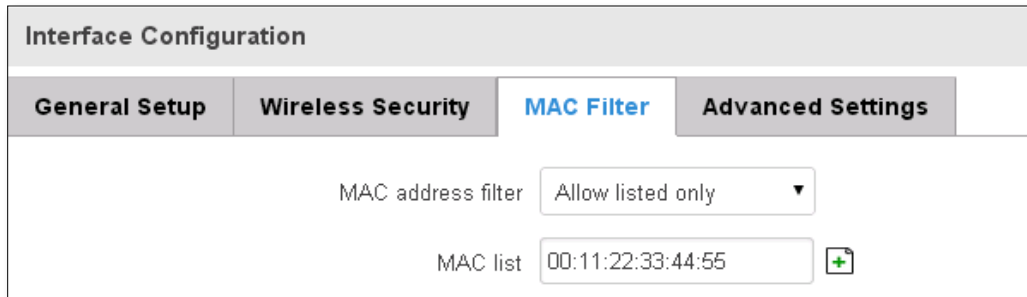 Interface Configuration
General Setup Wireless Security MAC Filter Advanced Settings
MAC address filter Allow listed only
MAC list 00:11:22:33:44:55